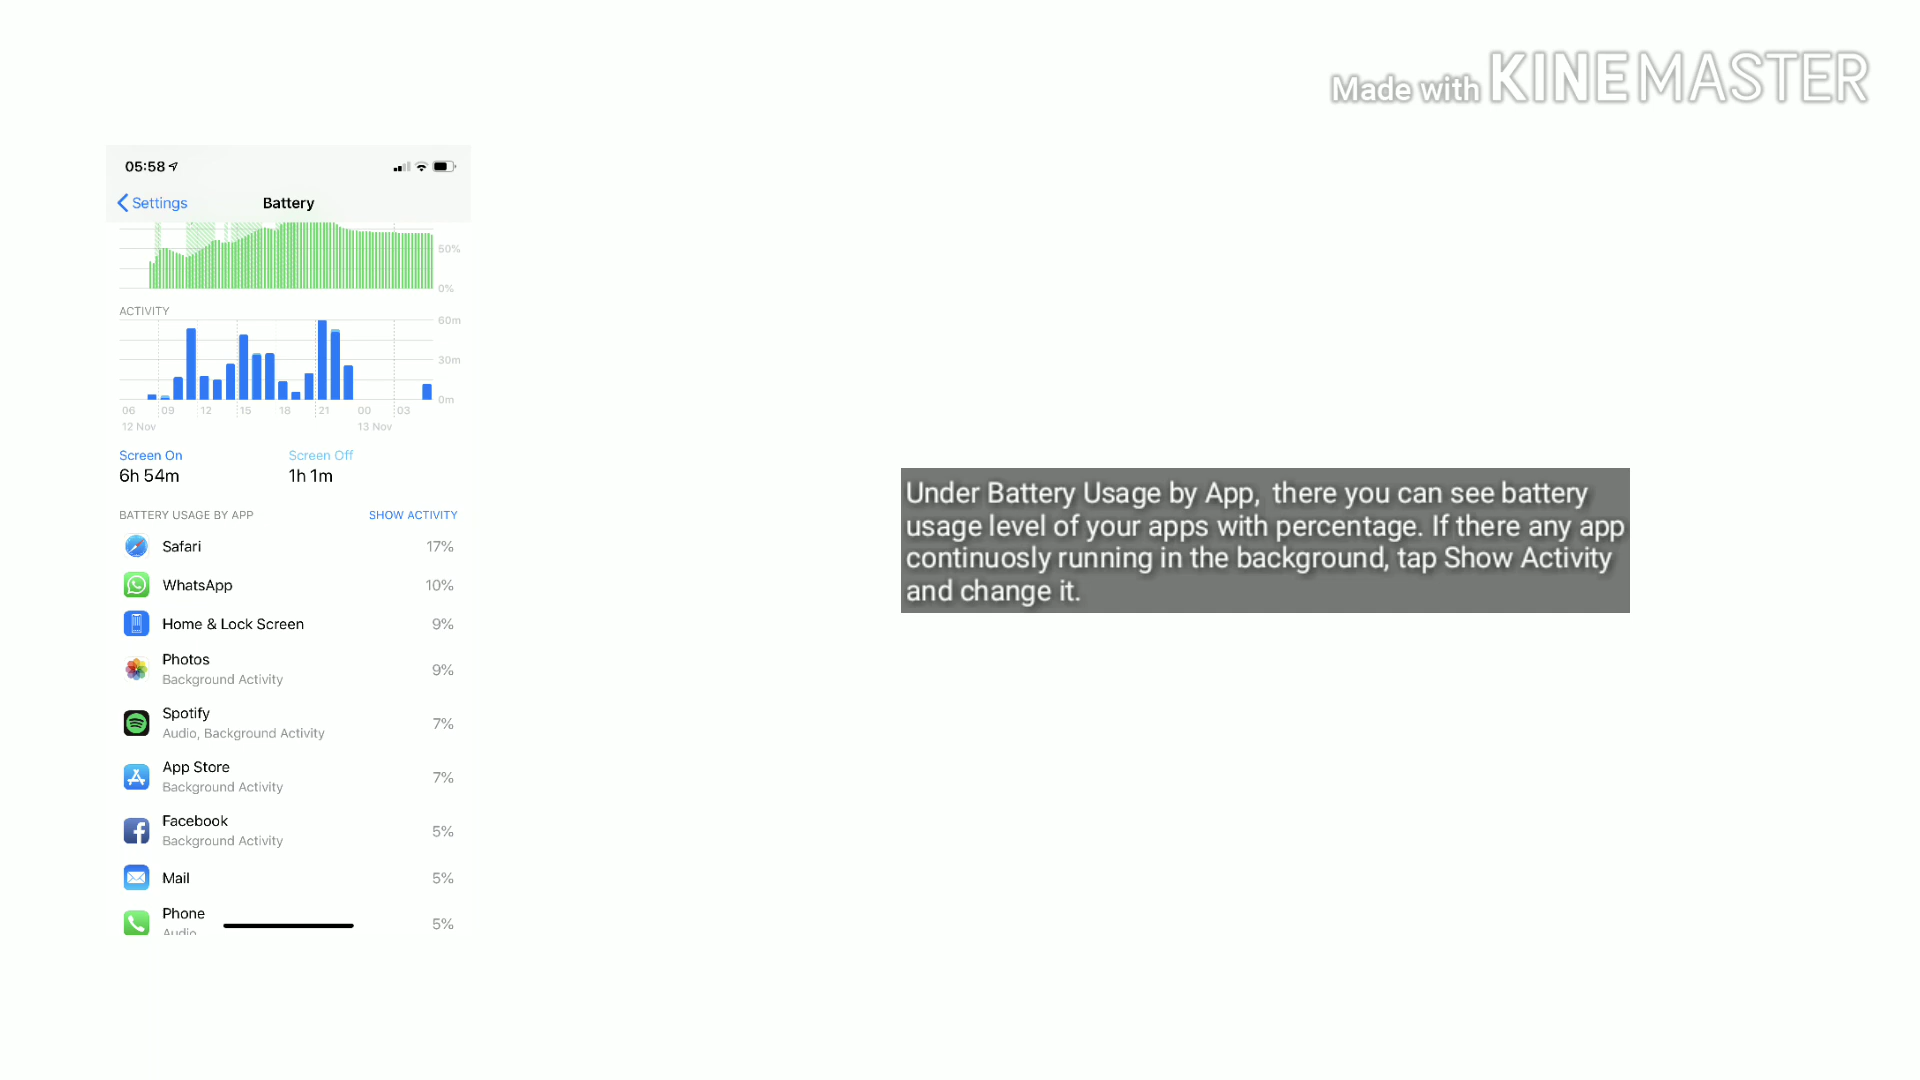 Made with KINEMASTER
05:58
Settings
Battery
50%
0%
ACTIVITY
60m
30m
0m
06 09 12 15 18 21 00 03
12 Nov 13 Nov
Screen On Screen Off
6h 54m 1h 1m
BATTERY USAGE BY APP SHOW ACTIVITY
Safari 17%
WhatsApp 10%
Home & Lock Screen 9%
Photos 9%
Background Activity
Spotify 7%
Audio, Background Activity
App Store 7%
Background Activity
Facebook 5%
Background Activity
Mail 5%
Phone 5%
Audio
Under Battery Usage by App, there you can see battery
usage level of your apps with percentage. If there any app
continuosly running in the background, tap Show Activity
and change it.